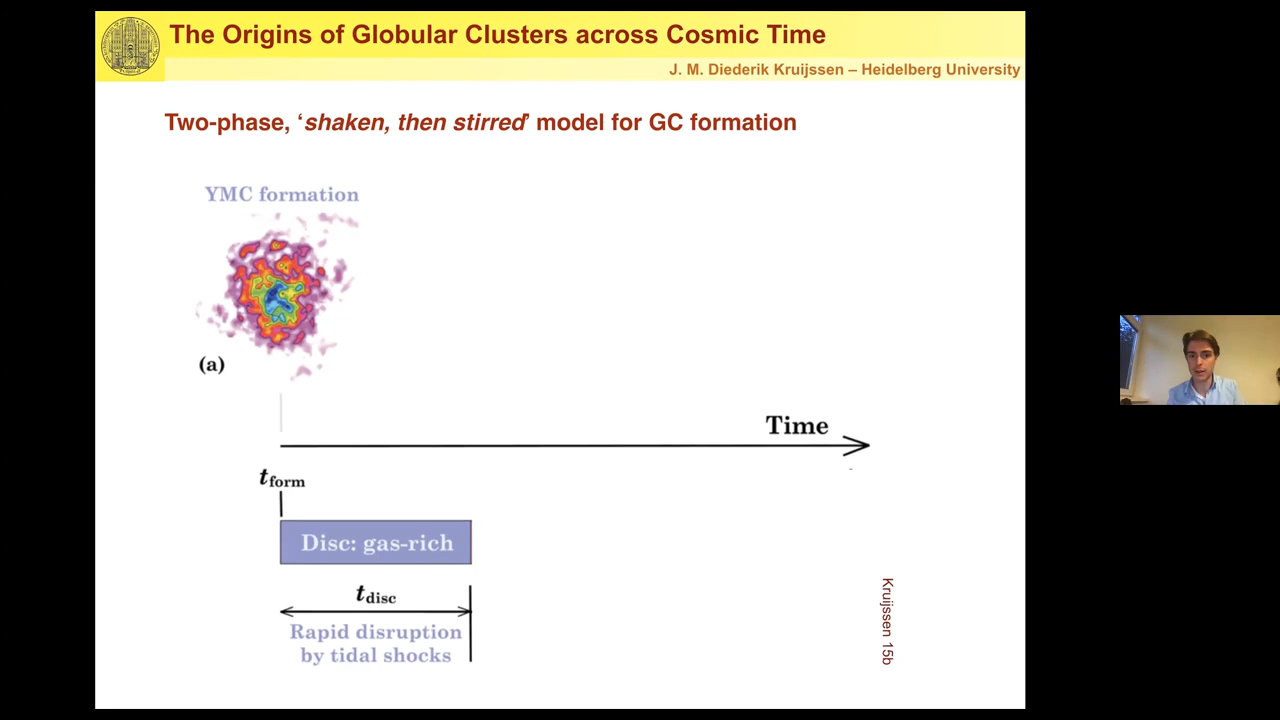 The Origins of Globular Clusters across Cosmic Time
J. M. Diederik Kruijssen – Heidelberg University
Two-phase, ‘shaken, then stirred’ model for GC formation
YMC formation
(a)
Time
tform
Disc: gas-rich
tdisc
Rapid disruption
by tidal shocks
Kruijssen 15b